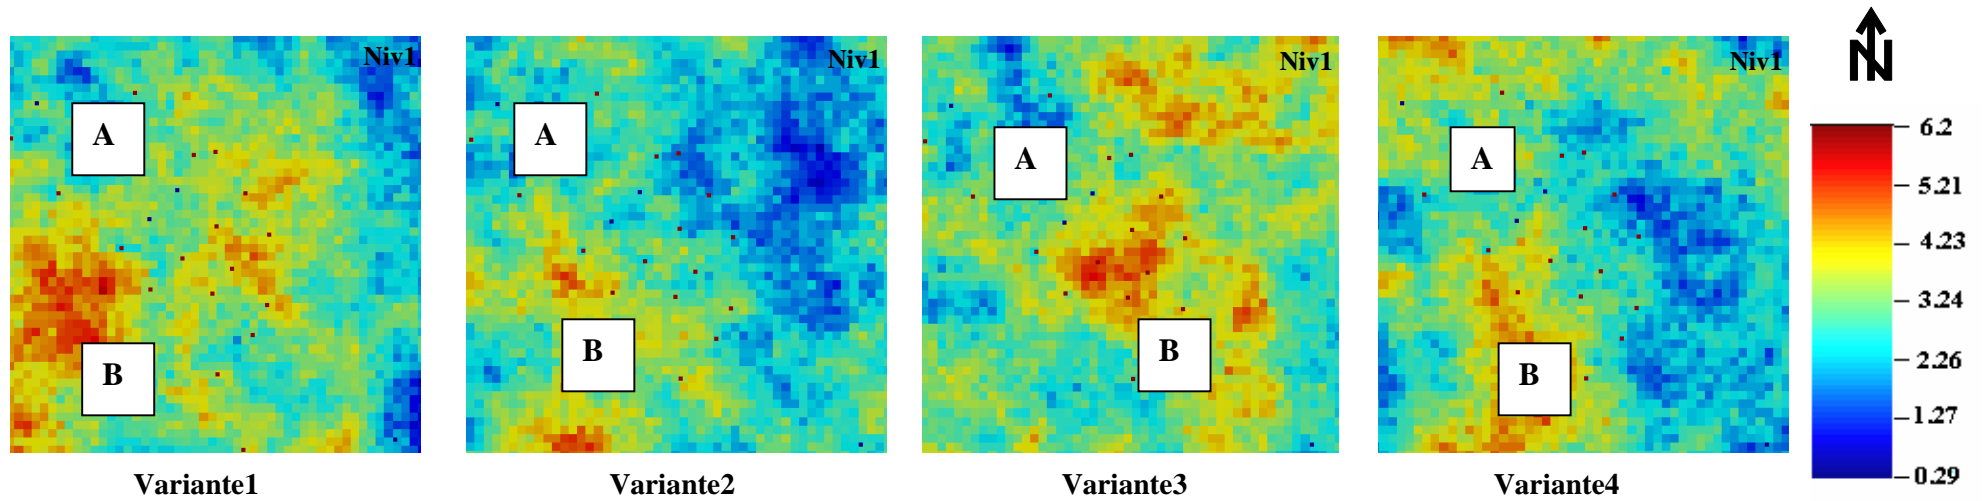 N
Niv1 Niv1 Niv1 Niv1
A A A A
B B B B
6.2
5.21
4.23
3.24
2.26
1.27
0.29
Variante1 Variante2 Variante3 Variante4